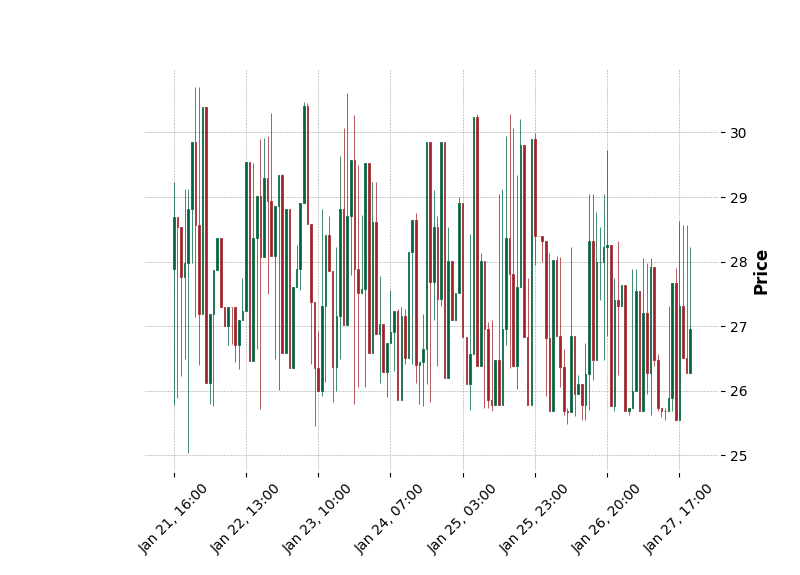 30
29
28
27
26
25
Price
Jan 21, 16:00
Jan 22, 13:00
Jan 23, 10:00
Jan 24, 07:00
Jan 25, 03:00
Jan 25, 23:00
Jan 26, 20:00
Jan 27, 17:00